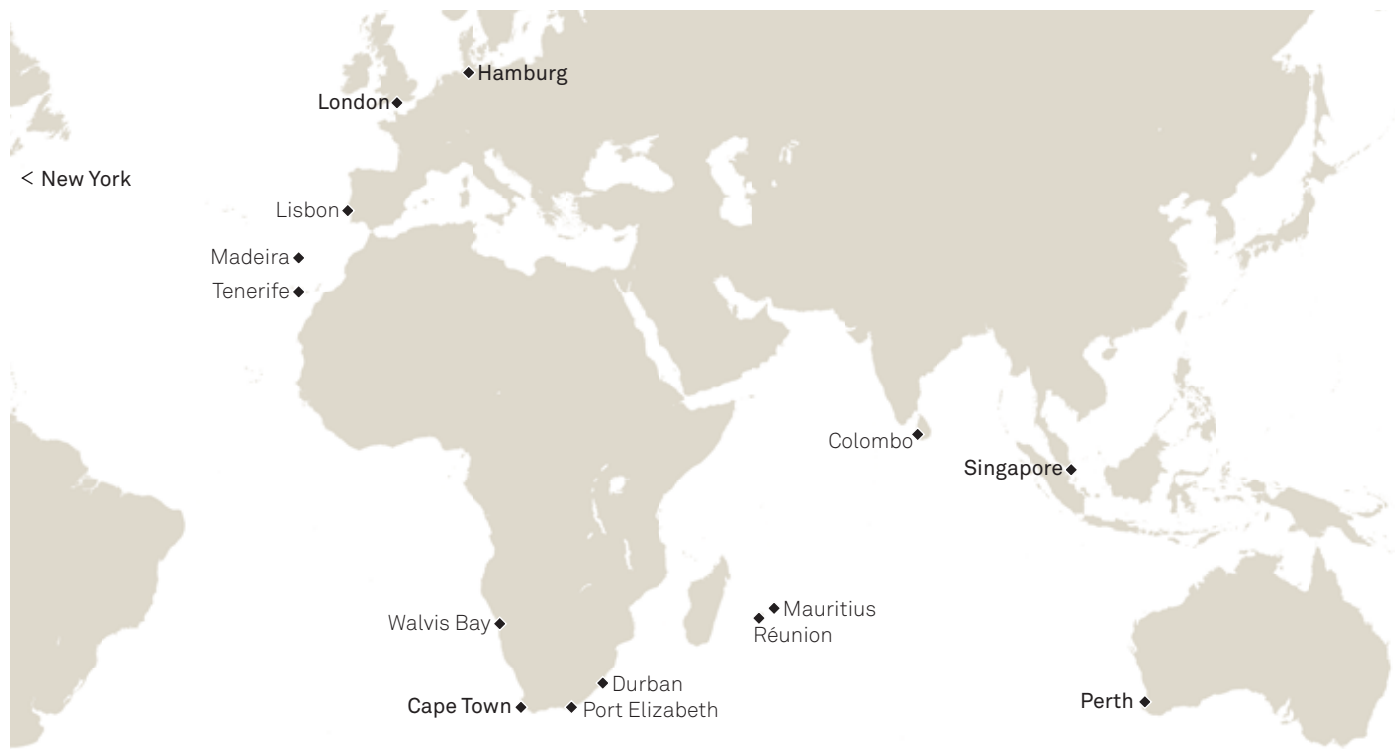 Hamburg
London
< New York
Lisbon
Madeira
Tenerife
Colombo
Singapore
Mauritius
Walvis Bay
Réunion
Durban
Perth
Cape Town
Port Elizabeth